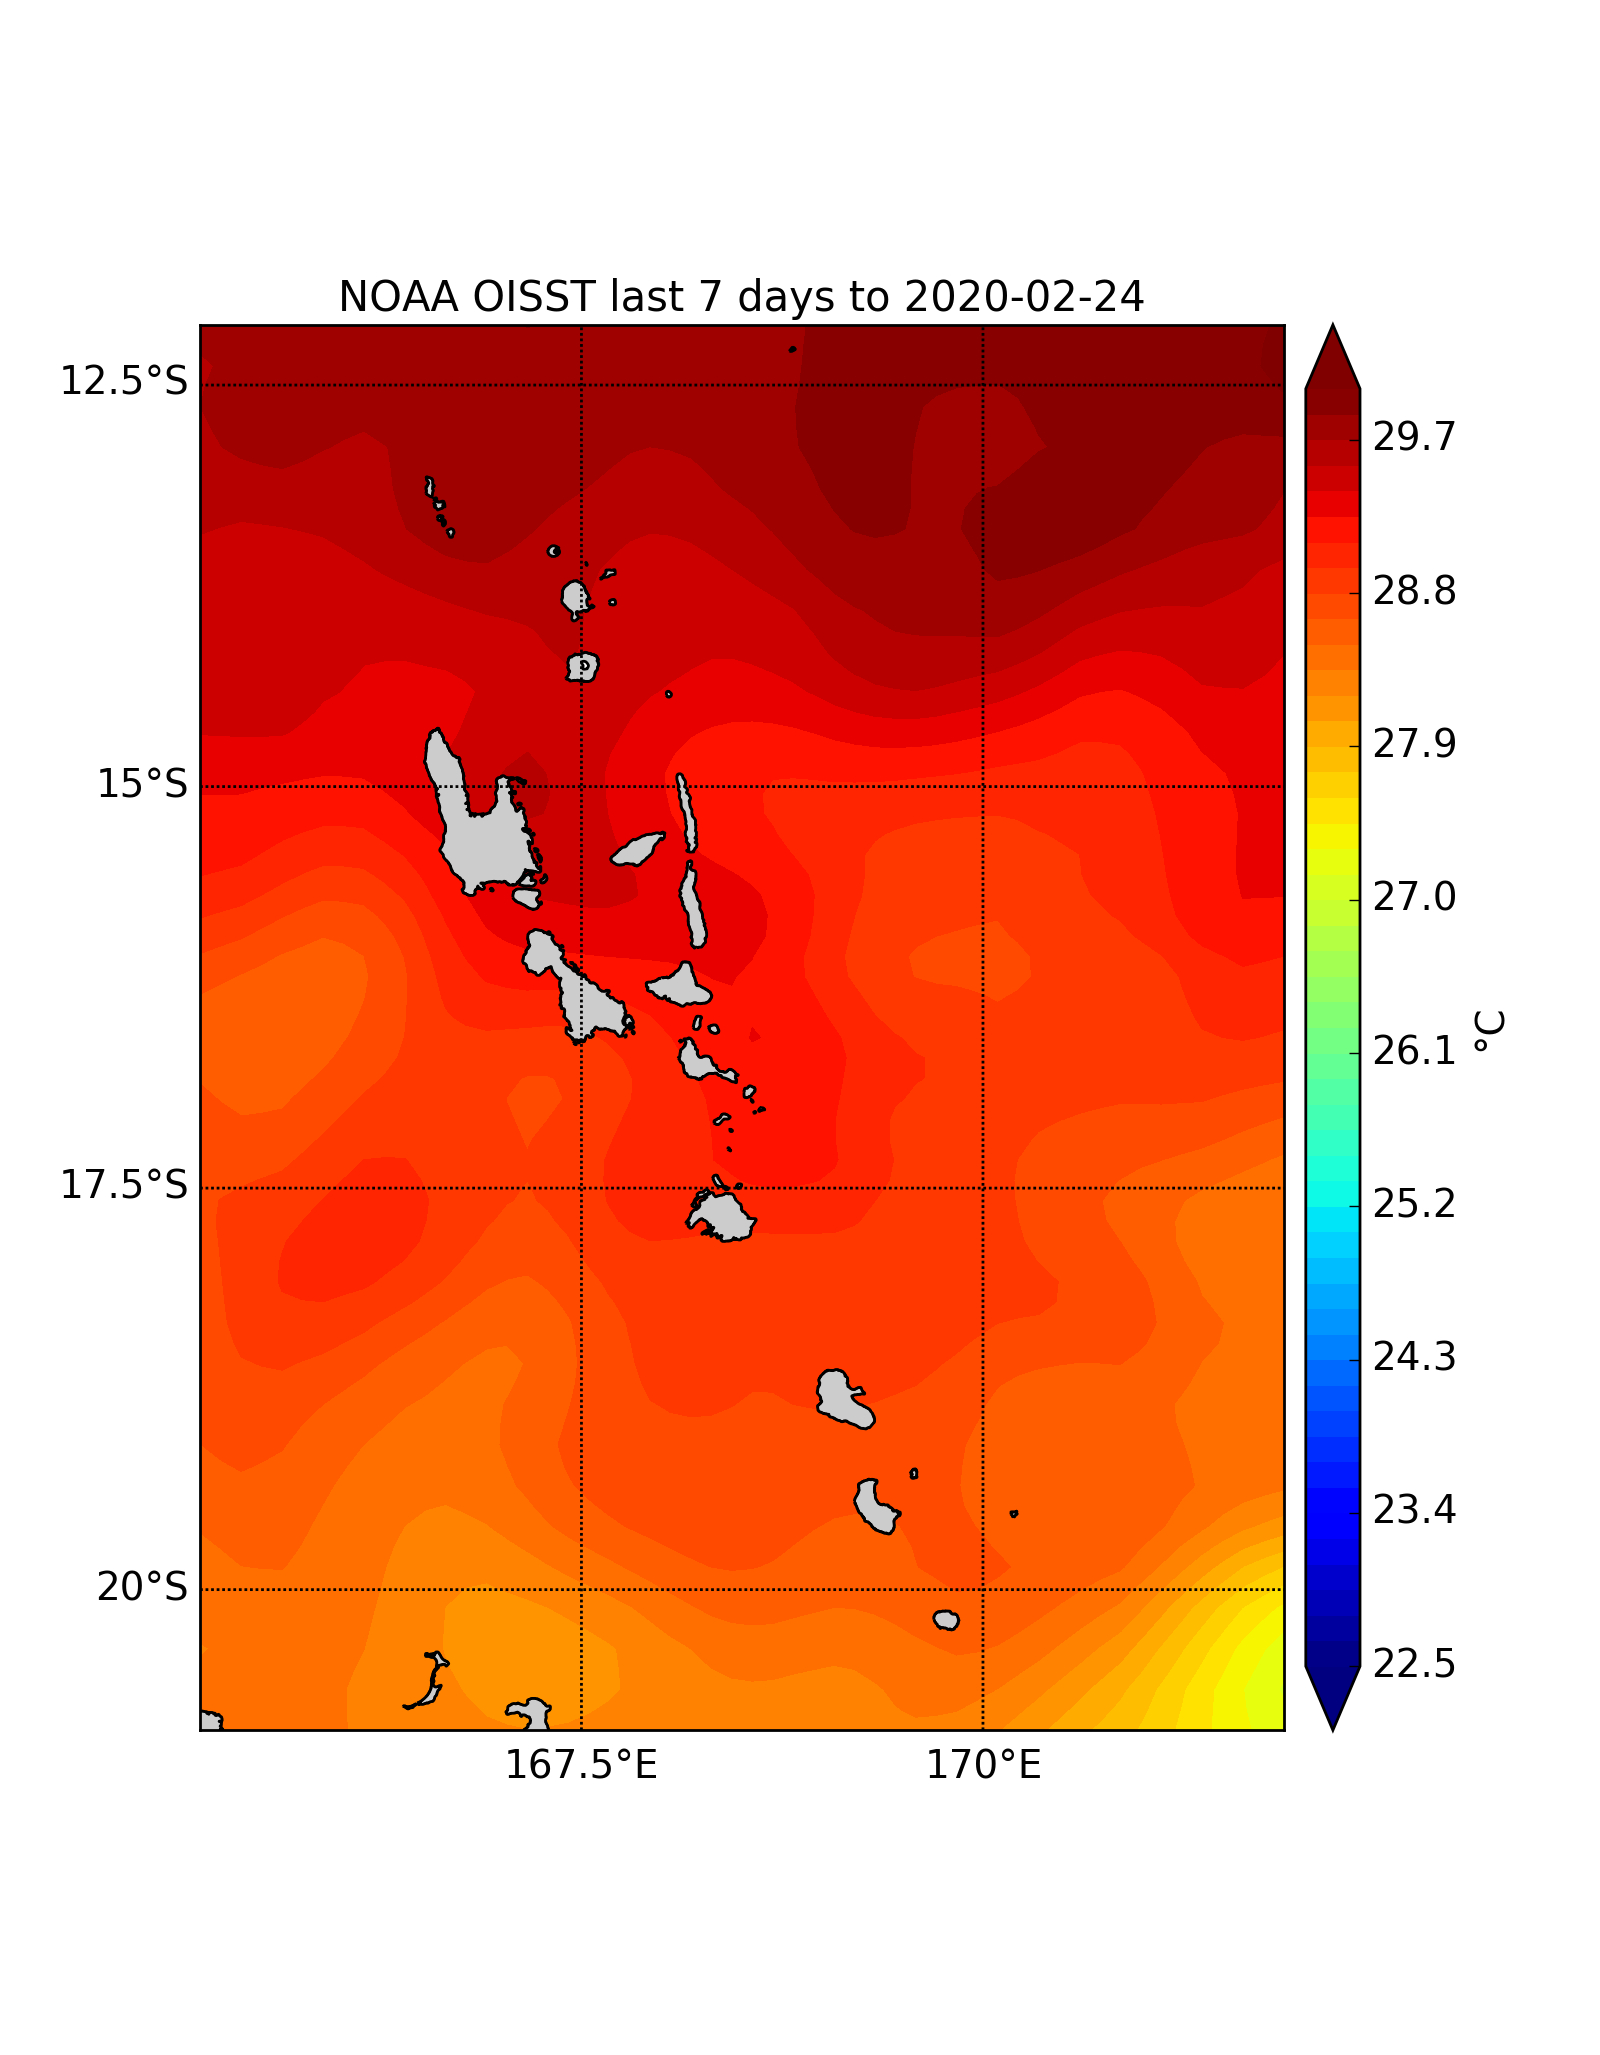 NOAA OISST last 7 days to 2020-02-24
12.5°S
15°S
17.5°S
20°S
167.5°E
170°E
29.7
28.8
27.9
27.0
26.1
25.2
24.3
23.4
22.5
°C